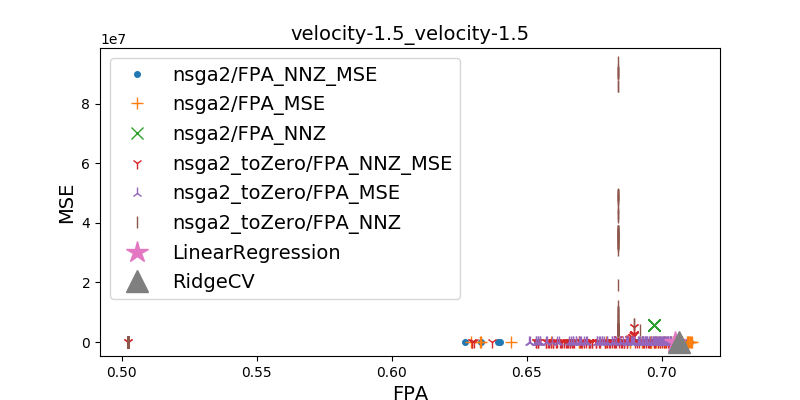 velocity-1.5_velocity-1.5
1e7
8
6
4
2
0
MSE
nsga2/FPA_NNZ_MSE
nsga2/FPA_MSE
nsga2/FPA_NNZ
nsga2_toZero/FPA_NNZ_MSE
nsga2_toZero/FPA_MSE
nsga2_toZero/FPA_NNZ
LinearRegression
RidgeCV
0.50 0.55 0.60 0.65 0.70
FPA